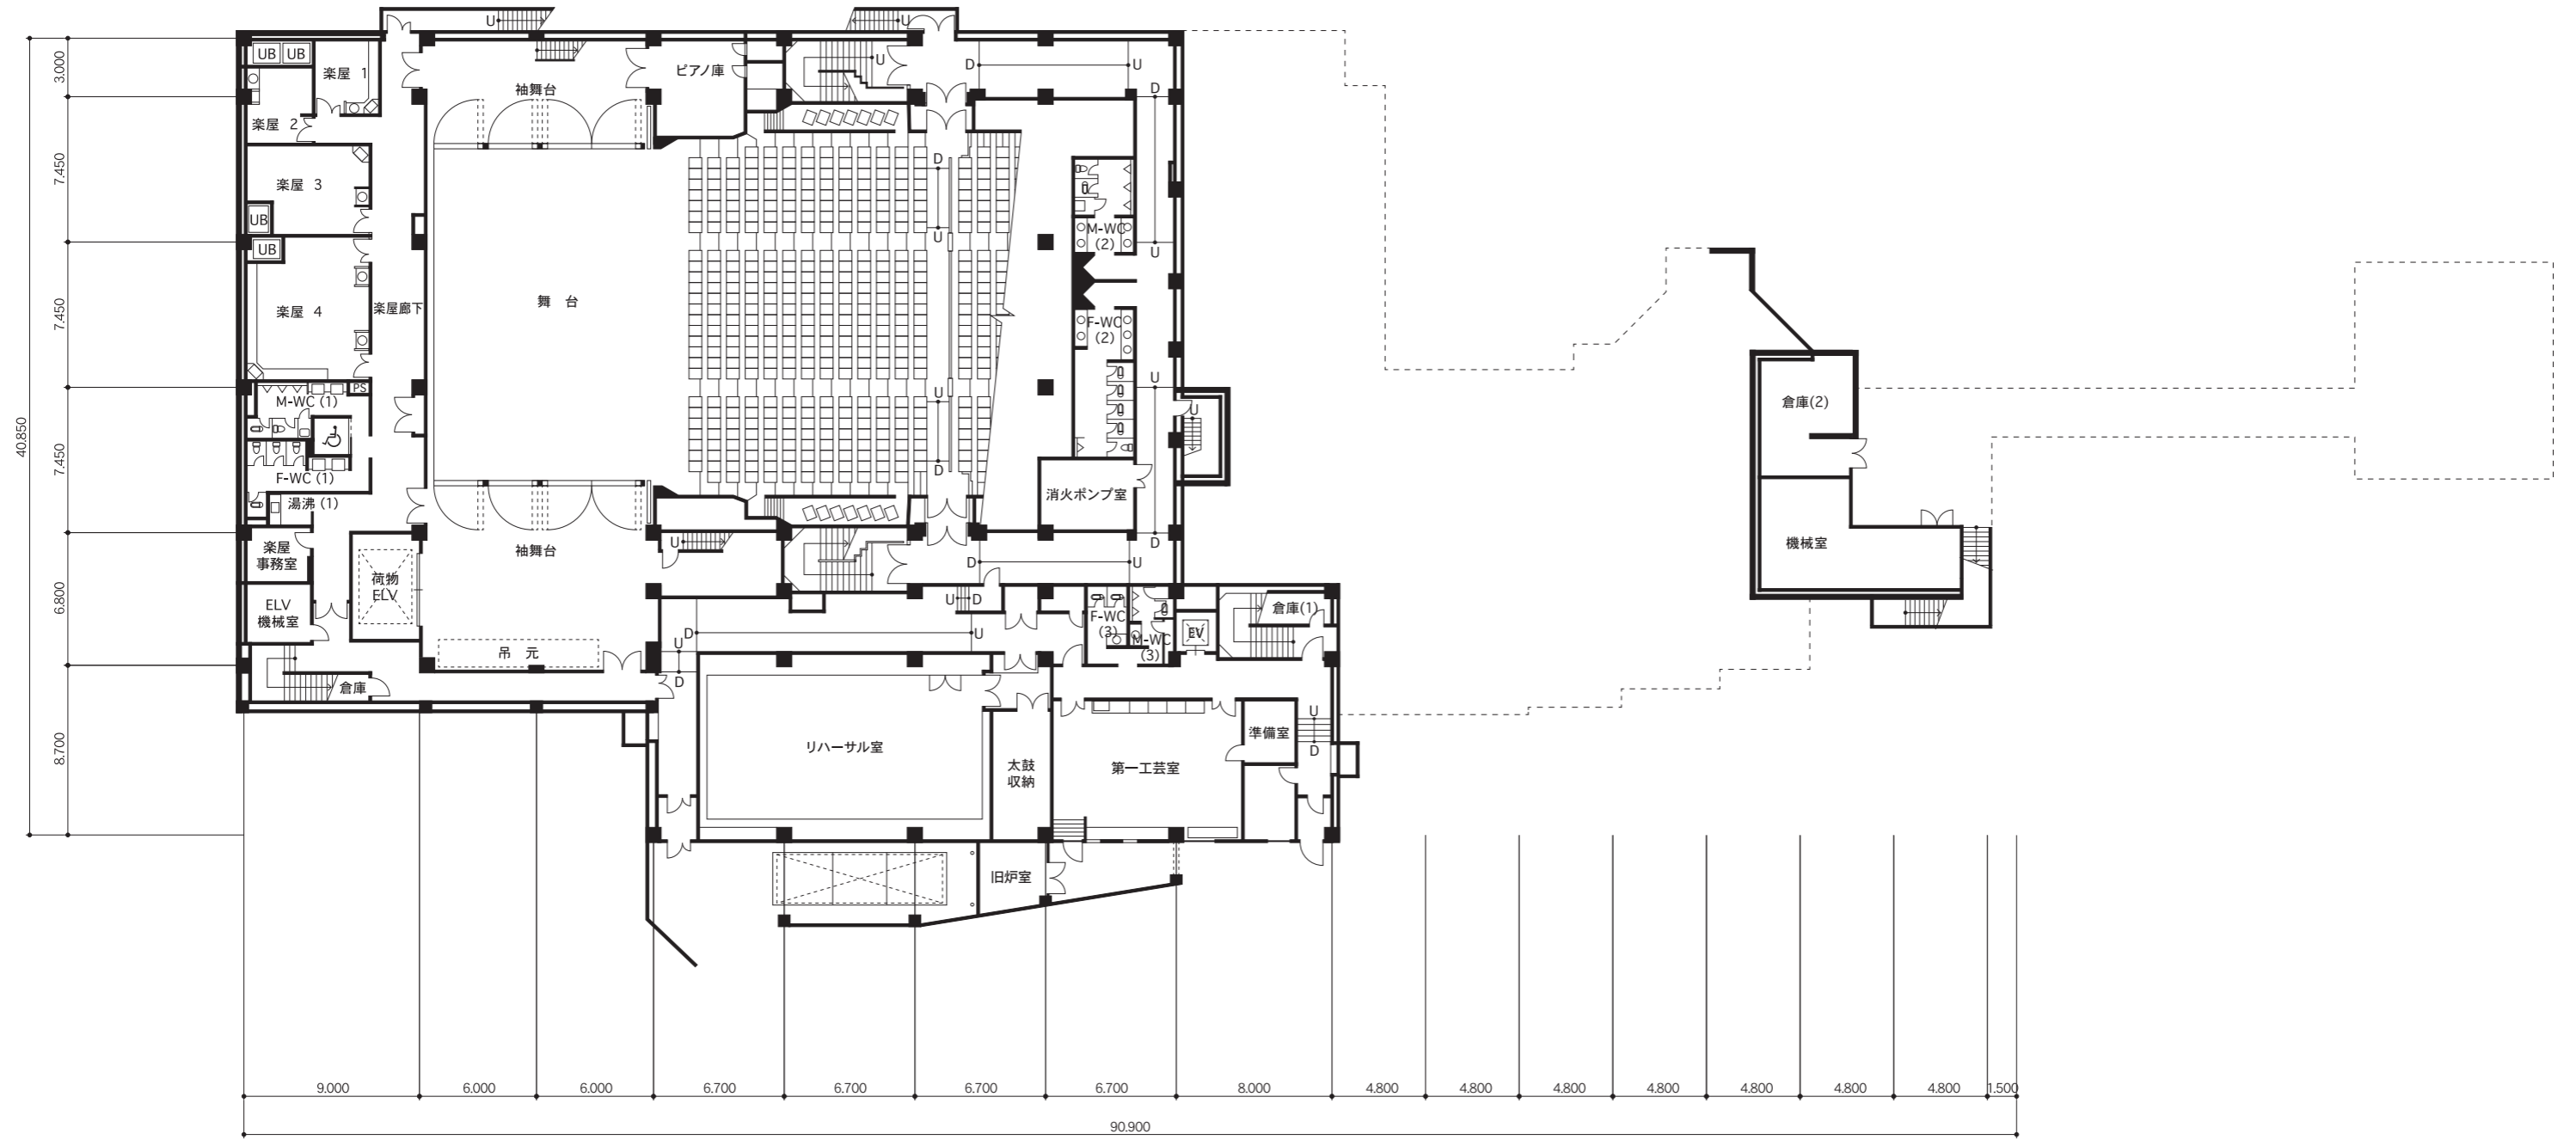 U
U
3.000
7.450
7.450
7.450
6.800
8.700
40.850
UB
UB
楽屋 1
楽屋 2
楽屋 3
UB
UB
楽屋 4
楽屋廊下
PS
M-WC (1)
F-WC (1)
湯沸 (1)
楽屋
事務室
ELV
機械室
荷物
ELV
倉庫
袖舞台
ピアノ庫
U
D
U
D
U
舞 台
D
U
U
D
M-WC
(2)
F-WC
(2)
U
D
U
消火ポンプ室
袖舞台
U
D
U
吊 元
D
U
U
D
U
D
F-WC
(3)
M-WC
(3)
EV
倉庫(1)
リハーサル室
太鼓
収納
第一工芸室
準備室
U
D
旧炉室
倉庫(2)
機械室
9.000
6.000
6.000
6.700
6.700
6.700
6.700
8.000
4.800
4.800
4.800
4.800
4.800
4.800
4.800
1.500
90.900